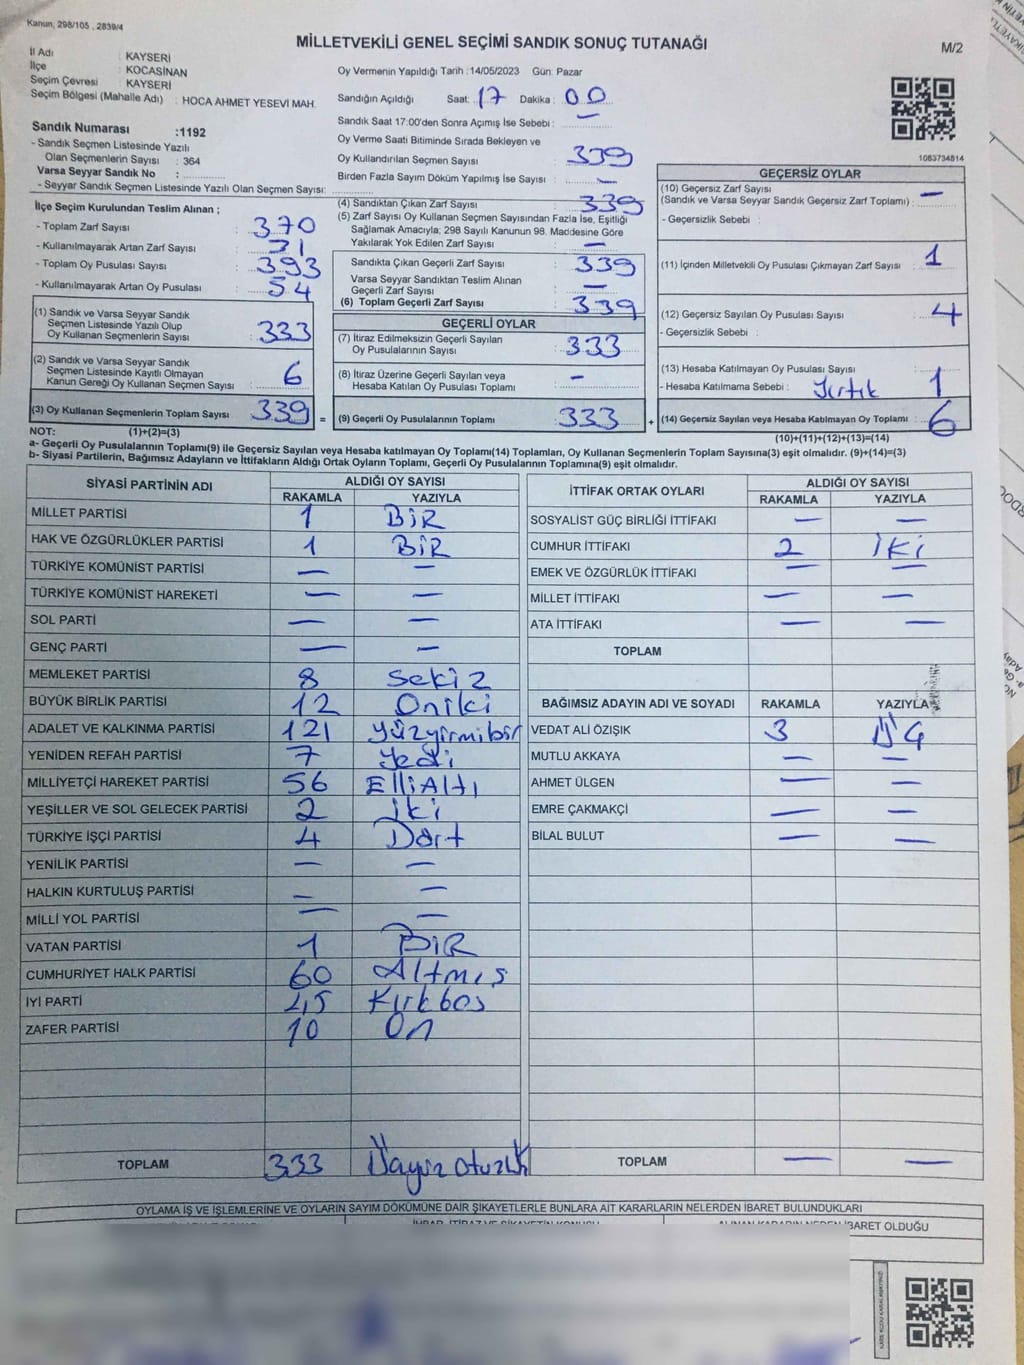 Kanun, 298/105 , 2839/4
MİLLETVEKİLİ GENEL SEÇİMİ SANDIK SONUÇ TUTANAĞI
M/2
İl Adı : KAYSERİ
İlçe : KOCASİNAN
Seçim Çevresi : KAYSERİ
Seçim Bölgesi (Mahalle Adı) : HOCA AHMET YESEVİ MAH.
Sandık Numarası :1192
- Sandık Seçmen Listesinde Yazılı
Olan Seçmenlerin Sayısı : 364
Varsa Seyyar Sandık No :
- Seyyar Sandık Seçmen Listesinde Yazılı Olan Seçmen Sayısı:
Oy Vermenin Yapıldığı Tarih :14/05/2023 Gün: Pazar
Sandığın Açıldığı Saat: 17 Dakika : 00
Sandık Saat 17:00'den Sonra Açımış İse Sebebi : —
Oy Verme Saati Bitiminde Sırada Bekleyen ve
Oy Kullandırılan Seçmen Sayısı : 339
Birden Fazla Sayım Döküm Yapılmış İse Sayısı : —
1083734814
İlçe Seçim Kurulundan Teslim Alınan ;
- Toplam Zarf Sayısı : 370
- Kullanılmayarak Artan Zarf Sayısı : 31
- Toplam Oy Pusulası Sayısı : 393
- Kullanılmayarak Artan Oy Pusulası : 54
(1) Sandık ve Varsa Seyyar Sandık
Seçmen Listesinde Yazılı Olup
Oy Kullanan Seçmenlerin Sayısı : 333
(2) Sandık ve Varsa Seyyar Sandık
Seçmen Listesinde Kayıtlı Olmayan
Kanun Gereği Oy Kullanan Seçmen Sayısı : 6
(3) Oy Kullanan Seçmenlerin Toplam Sayısı 339 =
(4) Sandıktan Çıkan Zarf Sayısı : 339
(5) Zarf Sayısı Oy Kullanan Seçmen Sayısından Fazla İse, Eşitliği
Sağlamak Amacıyla; 298 Sayılı Kanunun 98. Maddesine Göre
Yakılarak Yok Edilen Zarf Sayısı : —
Sandıkta Çıkan Geçerli Zarf Sayısı : 339
Varsa Seyyar Sandıktan Teslim Alınan
Geçerli Zarf Sayısı : —
(6) Toplam Geçerli Zarf Sayısı : 339
GEÇERLİ OYLAR
(7) İtiraz Edilmeksizin Geçerli Sayılan
Oy Pusulalarının Sayısı : 333
(8) İtiraz Üzerine Geçerli Sayılan veya
Hesaba Katılan Oy Pusulası Toplamı : —
(9) Geçerli Oy Pusulalarının Toplamı : 333 +
GEÇERSİZ OYLAR
(10) Geçersiz Zarf Sayısı —
(Sandık ve Varsa Seyyar Sandık Geçersiz Zarf Toplamı) :
- Geçersizlik Sebebi :
(11) İçinden Milletvekili Oy Pusulası Çıkmayan Zarf Sayısı : 1
(12) Geçersiz Sayılan Oy Pusulası Sayısı : 4
- Geçersizlik Sebebi :
(13) Hesaba Katılmayan Oy Pusulası Sayısı : 1
- Hesaba Katılmama Sebebi : Yırtık
(14) Geçersiz Sayılan veya Hesaba Katılmayan Oy Toplamı : 6
NOT: (1)+(2)=(3)
(10)+(11)+(12)+(13)=(14)
a- Geçerli Oy Pusulalarının Toplamı(9) ile Geçersiz Sayılan veya Hesaba katılmayan Oy Toplamı(14) Toplamları, Oy Kullanan Seçmenlerin Toplam Sayısına(3) eşit olmalıdır. (9)+(14)=(3)
b- Siyasi Partilerin, Bağımsız Adayların ve İttifakların Aldığı Ortak Oyların Toplamı, Geçerli Oy Pusulalarının Toplamına(9) eşit olmalıdır.
SİYASİ PARTİNİN ADI ALDIĞI OY SAYISI
RAKAMLA YAZIYLA
MİLLET PARTİSİ 1 BİR
HAK VE ÖZGÜRLÜKLER PARTİSİ 1 BİR
TÜRKİYE KOMÜNİST PARTİSİ — —
TÜRKİYE KOMÜNİST HAREKETİ — —
SOL PARTİ — —
GENÇ PARTİ — —
MEMLEKET PARTİSİ 8 Sekiz
BÜYÜK BİRLİK PARTİSİ 12 Oniki
ADALET VE KALKINMA PARTİSİ 121 Yüzyirmibir
YENİDEN REFAH PARTİSİ 7 Yedi
MİLLİYETÇİ HAREKET PARTİSİ 56 ElliAltı
YEŞİLLER VE SOL GELECEK PARTİSİ 2 İki
TÜRKİYE İŞÇİ PARTİSİ 4 Dört
YENİLİK PARTİSİ — —
HALKIN KURTULUŞ PARTİSİ — —
MİLLİ YOL PARTİSİ — —
VATAN PARTİSİ 1 BİR
CUMHURİYET HALK PARTİSİ 60 Altmış
İYİ PARTİ 45 Kırkbeş
ZAFER PARTİSİ 10 On
TOPLAM 333
İTTİFAK ORTAK OYLARI ALDIĞI OY SAYISI
RAKAMLA YAZIYLA
SOSYALİST GÜÇ BİRLİĞİ İTTİFAKI — —
CUMHUR İTTİFAKI 2 İki
EMEK VE ÖZGÜRLÜK İTTİFAKI — —
MİLLET İTTİFAKI — —
ATA İTTİFAKI — —
TOPLAM
BAĞIMSIZ ADAYIN ADI VE SOYADI RAKAMLA YAZIYLA
VEDAT ALİ ÖZIŞIK 3 ÜÇ
MUTLU AKKAYA — —
AHMET ÜLGEN — —
EMRE ÇAKMAKÇİ — —
BİLAL BULUT — —
TOPLAM — —
OYLAMA İŞ VE İŞLEMLERİNE VE OYLARIN SAYIM DÖKÜMÜNE DAİR ŞİKAYETLERLE BUNLARA AİT KARARLARIN NELERDEN İBARET BULUNDUKLARI
İBARET OLDUĞU